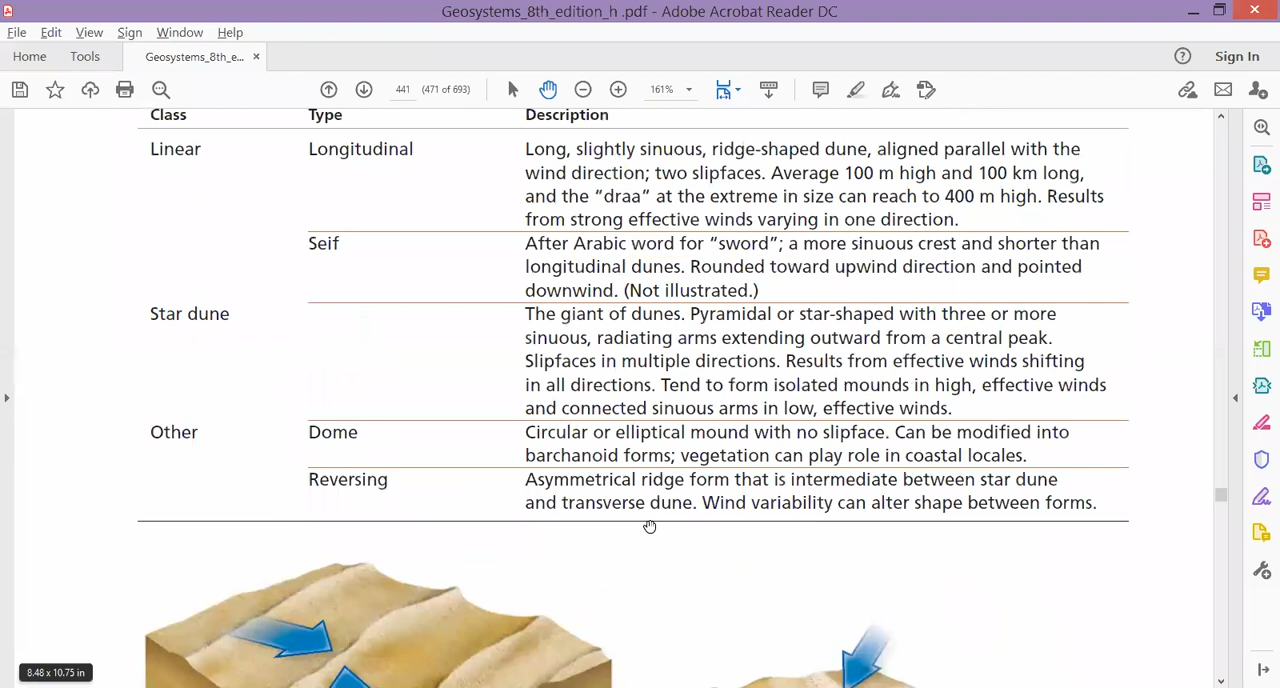 Geosystems_8th_edition_h .pdf - Adobe Acrobat Reader DC
File Edit View Sign Window Help
Home Tools Geosystems_8th_e... × Sign In
441 (471 of 693) 161%
Class Type Description
Linear Longitudinal Long, slightly sinuous, ridge-shaped dune, aligned parallel with the
wind direction; two slipfaces. Average 100 m high and 100 km long,
and the “draa” at the extreme in size can reach to 400 m high. Results
from strong effective winds varying in one direction.
Seif After Arabic word for “sword”; a more sinuous crest and shorter than
longitudinal dunes. Rounded toward upwind direction and pointed
downwind. (Not illustrated.)
Star dune The giant of dunes. Pyramidal or star-shaped with three or more
sinuous, radiating arms extending outward from a central peak.
Slipfaces in multiple directions. Results from effective winds shifting
in all directions. Tend to form isolated mounds in high, effective winds
and connected sinuous arms in low, effective winds.
Other Dome Circular or elliptical mound with no slipface. Can be modified into
barchanoid forms; vegetation can play role in coastal locales.
Reversing Asymmetrical ridge form that is intermediate between star dune
and transverse dune. Wind variability can alter shape between forms.
8.48 x 10.75 in